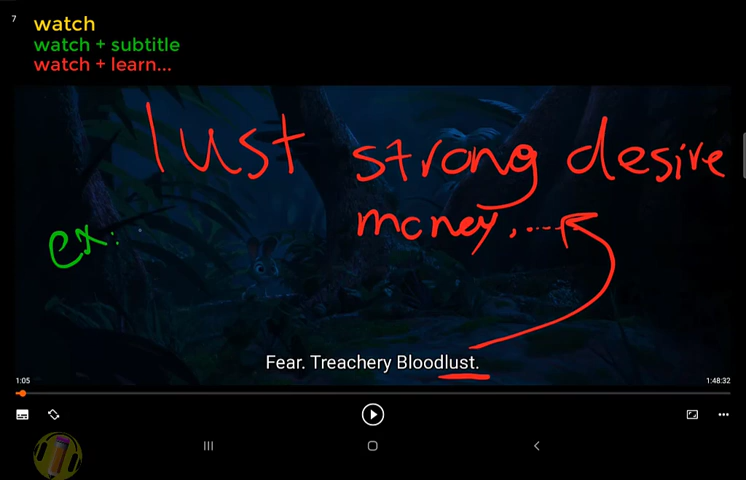 7
watch
watch + subtitle
watch + learn...
lust strong desire
money....
ex:
Fear. Treachery Bloodlust.
1:05
1:48:32